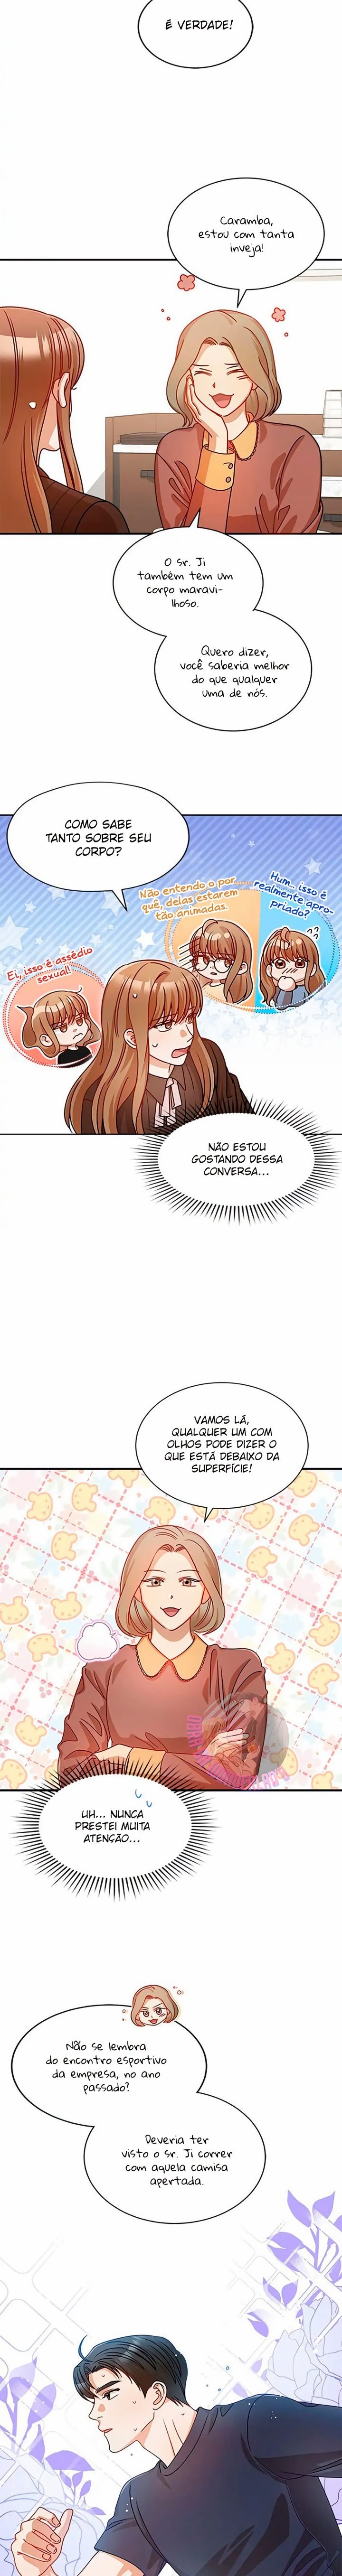 É VERDADE!
Caramba,
estou com tanta
inveja!
O sr. Ji
também tem um
corpo maravi-
lhoso.
Quero dizer,
você saberia melhor
do que qualquer
uma de nós.
COMO SABE
TANTO SOBRE SEU
CORPO?
Não entendo o por
quê, delas estarem
tão animadas.
Hum... isso é
realmente apro-
priado?
Ei, isso é assédio
sexual!
NÃO ESTOU
GOSTANDO DESSA
CONVERSA...
VAMOS LÁ,
QUALQUER UM COM
OLHOS PODE DIZER O
QUE ESTÁ DEBAIXO DA
SUPERFÍCIE!
OBRA
UH... NUNCA
PRESTEI MUITA
ATENÇÃO...
Não se lembra
do encontro esportivo
da empresa, no ano
passado?
Deveria ter
visto o sr. Ji correr
com aquela camisa
apertada.